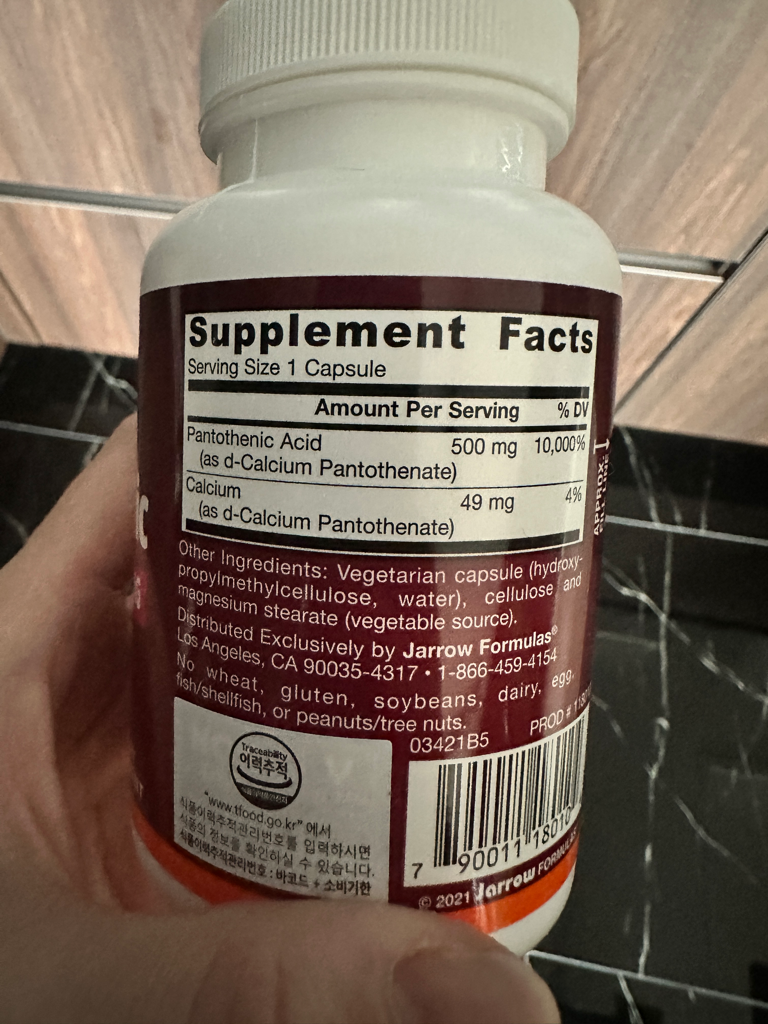 Supplement Facts
Serving Size 1 Capsule
Amount Per Serving % DV
Pantothenic Acid 500 mg 10,000%
(as d-Calcium Pantothenate)
Calcium 49 mg 4%
(as d-Calcium Pantothenate)
Other Ingredients: Vegetarian capsule (hydroxy-
propylmethylcellulose, water), cellulose and
magnesium stearate (vegetable source).
Distributed Exclusively by Jarrow Formulas®
Los Angeles, CA 90035-4317 • 1-866-459-4154
No wheat, gluten, soybeans, dairy, egg,
fish/shellfish, or peanuts/tree nuts.
03421B5 PROD #
Traceability
이력추적
"www.tfood.go.kr" 에서
식품이력추적관리번호를 입력하시면
식품의 정보를 확인하실 수 있습니다.
식품이력추적관리번호 : 바코드 + 소비기한
7 90011 18010
© 2021 Jarrow FORMULAS
APPROX.